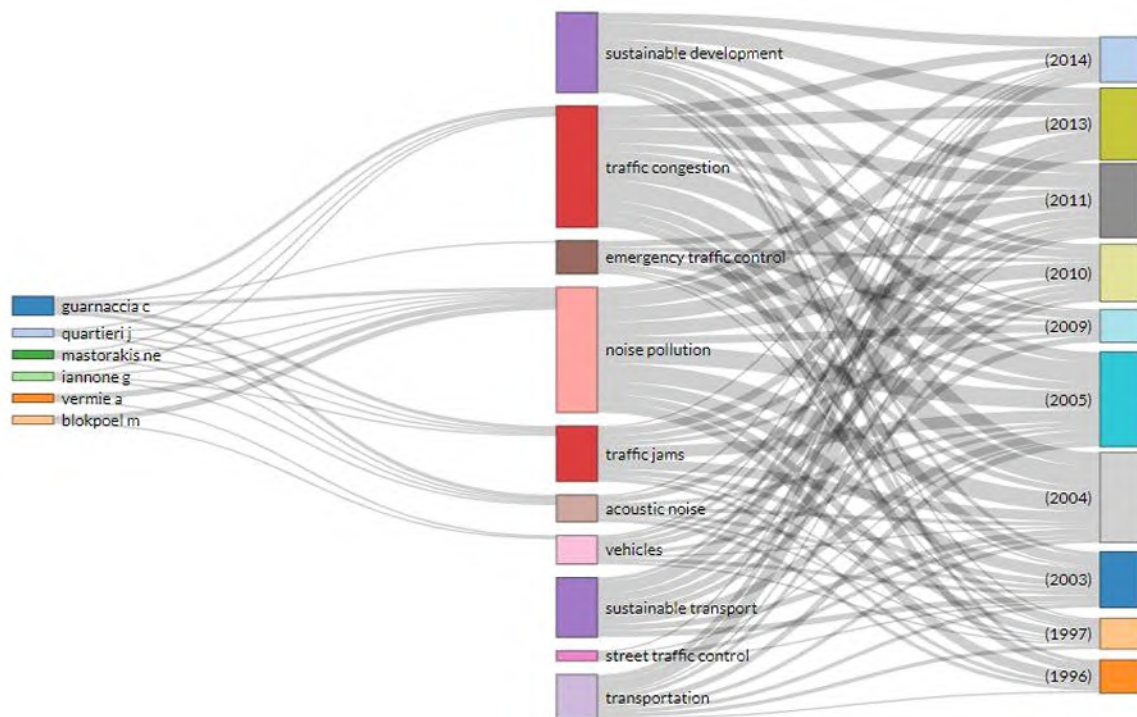 guarnaccia c
quartieri j
mastorakis ne
iannone g
vermie a
blokpoel m
sustainable development
traffic congestion
emergency traffic control
noise pollution
traffic jams
acoustic noise
vehicles
sustainable transport
street traffic control
transportation
(2014)
(2013)
(2011)
(2010)
(2009)
(2005)
(2004)
(2003)
(1997)
(1996)